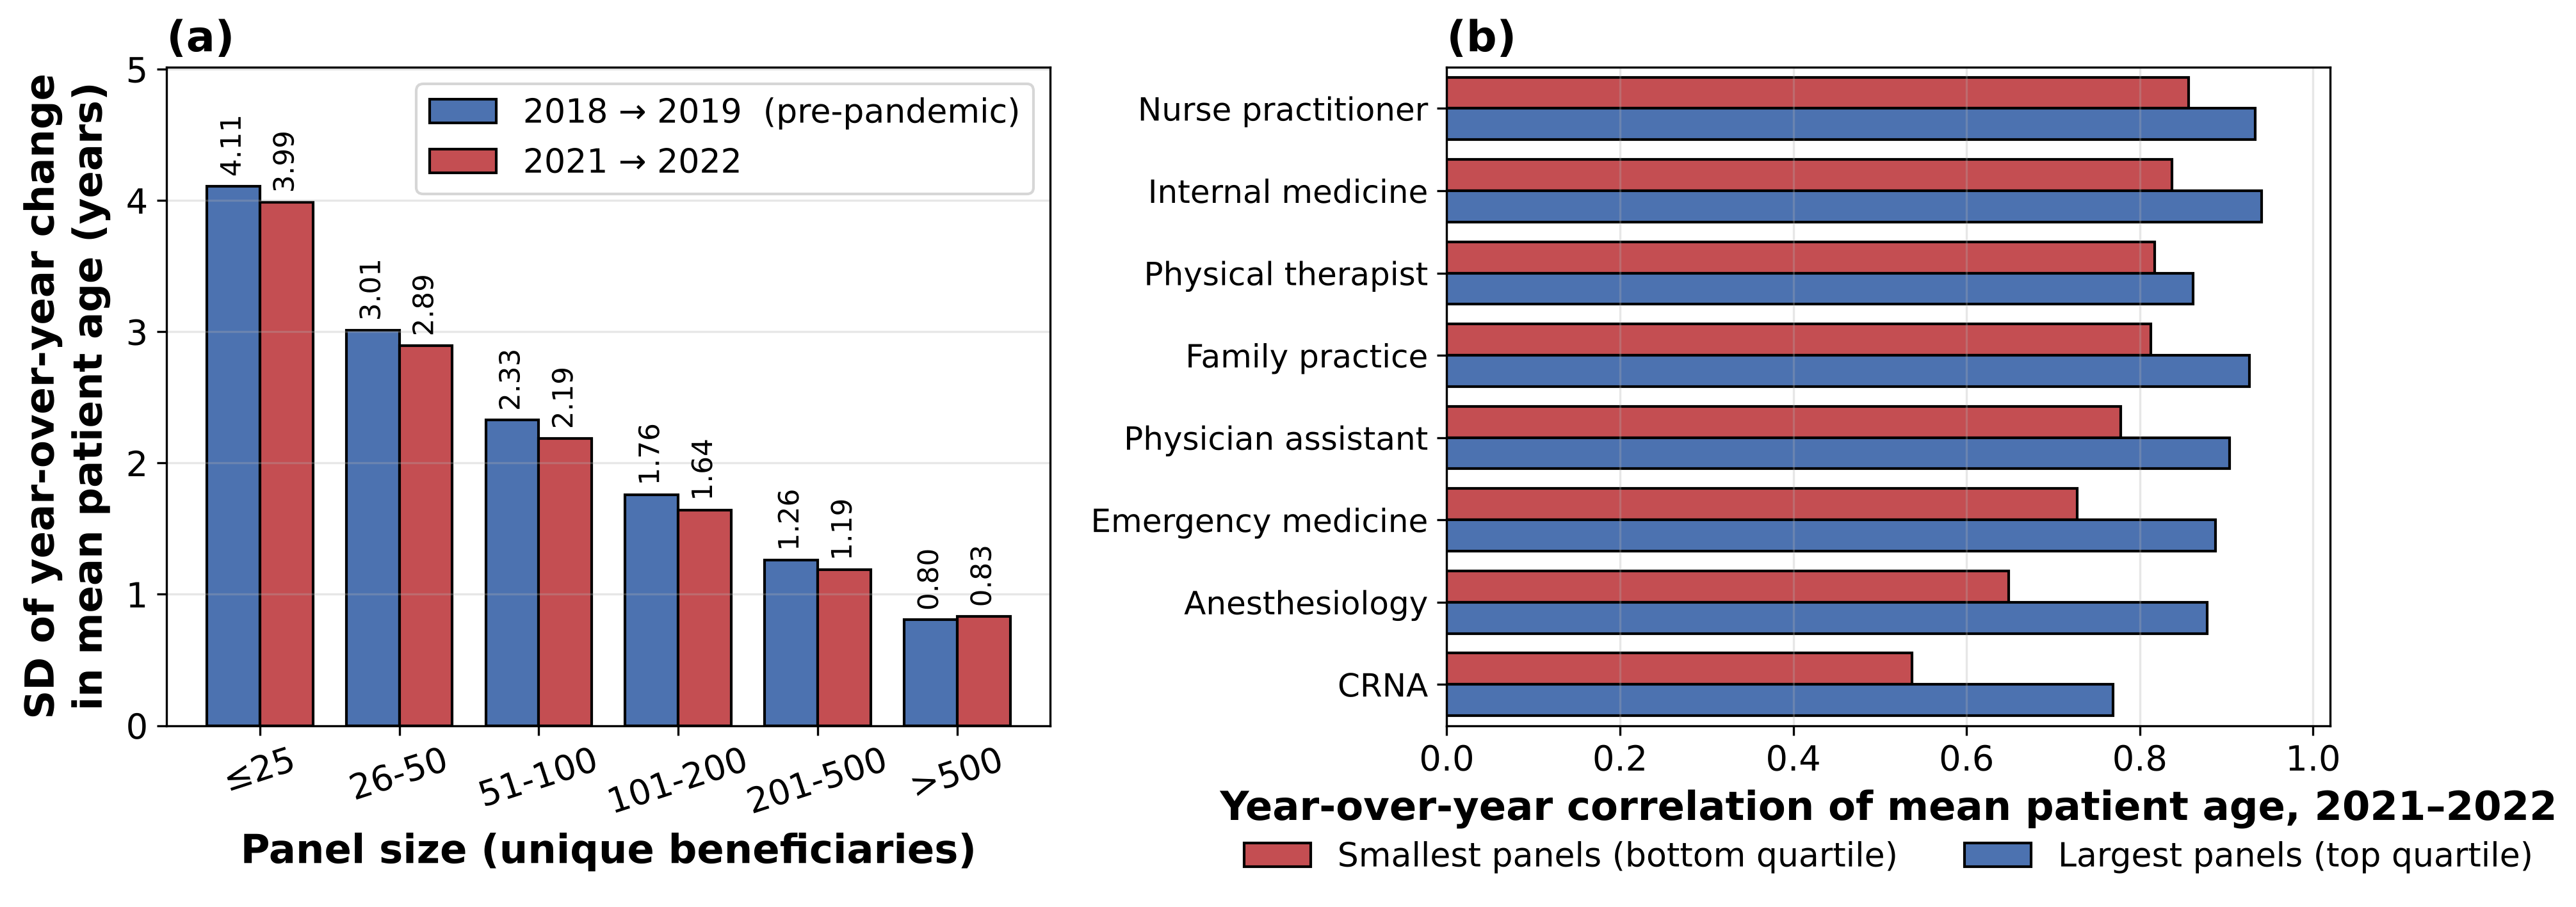 (a)
SD of year-over-year change
in mean patient age (years)
5
4
3
2
1
0
2018 → 2019 (pre-pandemic)
2021 → 2022
4.11
3.99
3.01
2.89
2.33
2.19
1.76
1.64
1.26
1.19
0.80
0.83
≤25
26-50
51-100
101-200
201-500
>500
Panel size (unique beneficiaries)
(b)
Nurse practitioner
Internal medicine
Physical therapist
Family practice
Physician assistant
Emergency medicine
Anesthesiology
CRNA
0.0
0.2
0.4
0.6
0.8
1.0
Year-over-year correlation of mean patient age, 2021–2022
Smallest panels (bottom quartile)
Largest panels (top quartile)